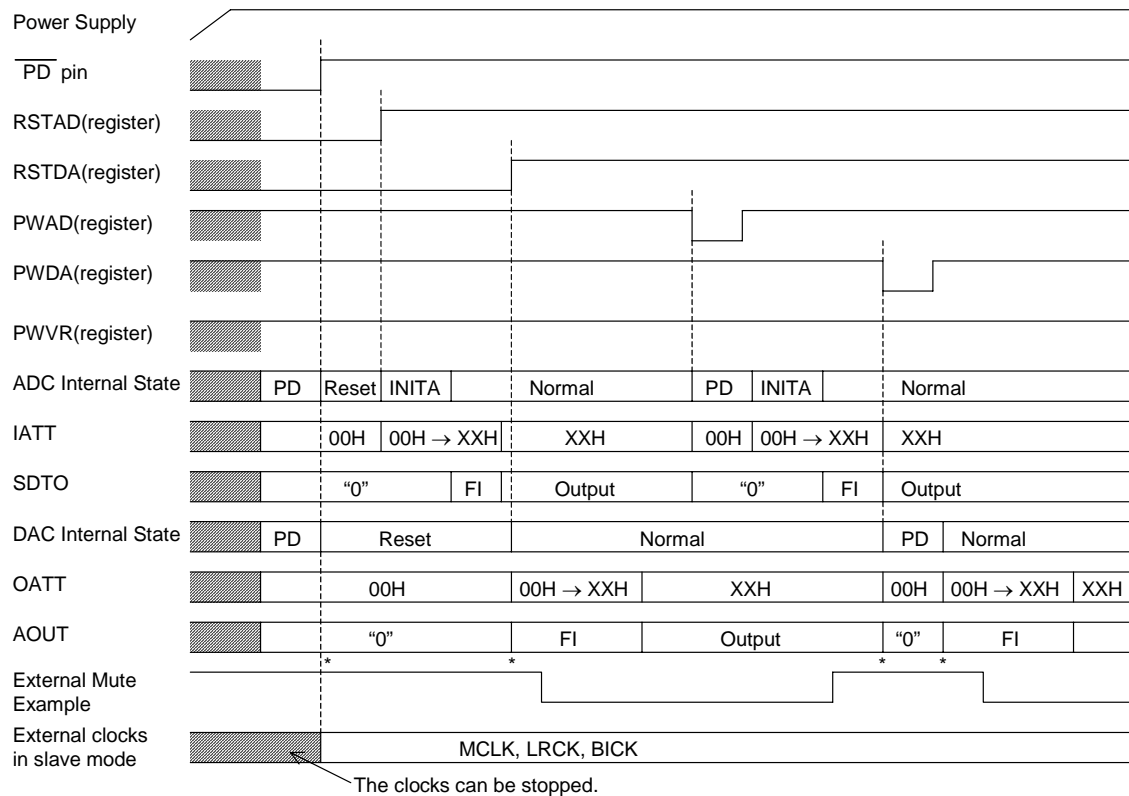 Power Supply
PD pin
RSTAD(register)
RSTDA(register)
PWAD(register)
PWDA(register)
PWVR(register)
ADC Internal State PD Reset INITA Normal PD INITA Normal
IATT 00H 00H → XXH XXH 00H 00H → XXH XXH
SDTO “0” FI Output “0” FI Output
DAC Internal State PD Reset Normal PD Normal
OATT 00H 00H → XXH XXH 00H 00H → XXH XXH
AOUT “0” FI Output “0” FI
* * * *
External Mute
Example
External clocks
in slave mode
MCLK, LRCK, BICK
The clocks can be stopped.